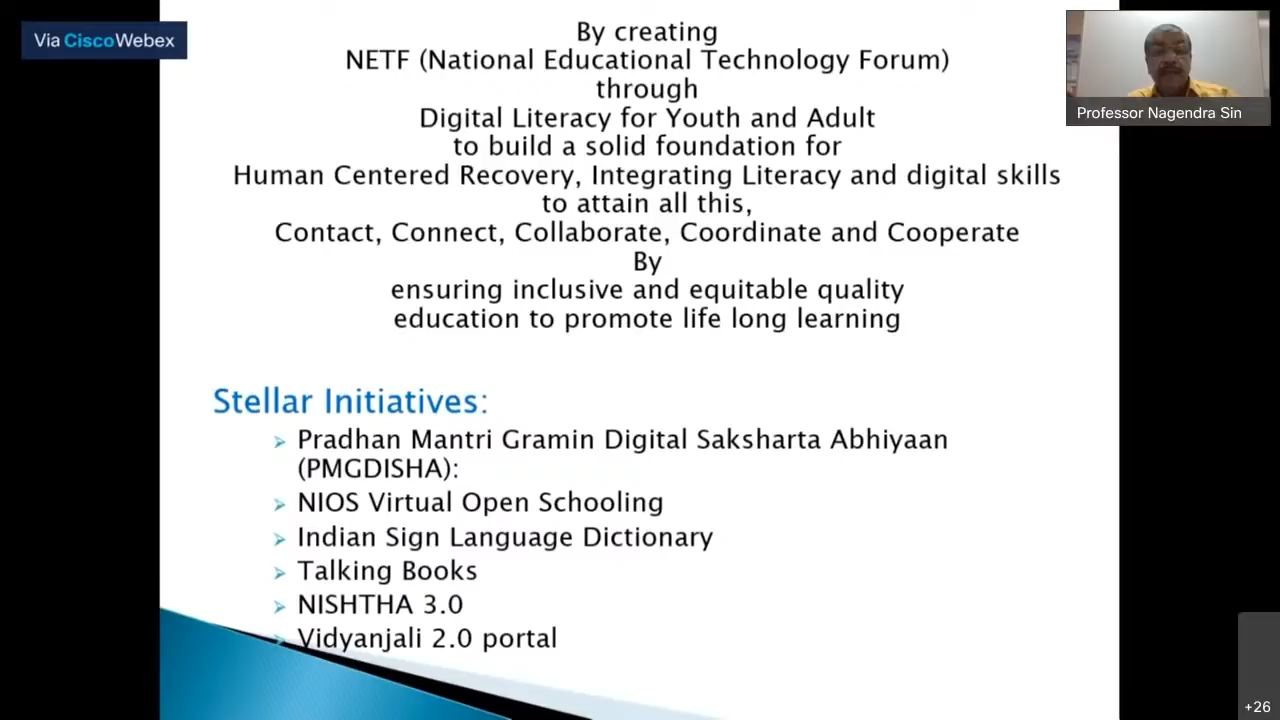 Via CiscoWebex
By creating
NETF (National Educational Technology Forum)
through
Digital Literacy for Youth and Adult
to build a solid foundation for
Human Centered Recovery, Integrating Literacy and digital skills
to attain all this,
Contact, Connect, Collaborate, Coordinate and Cooperate
By
ensuring inclusive and equitable quality
education to promote life long learning
Professor Nagendra Sin
Stellar Initiatives:
Pradhan Mantri Gramin Digital Saksharta Abhiyaan
(PMGDISHA):
NIOS Virtual Open Schooling
Indian Sign Language Dictionary
Talking Books
NISHTHA 3.0
Vidyanjali 2.0 portal
+26